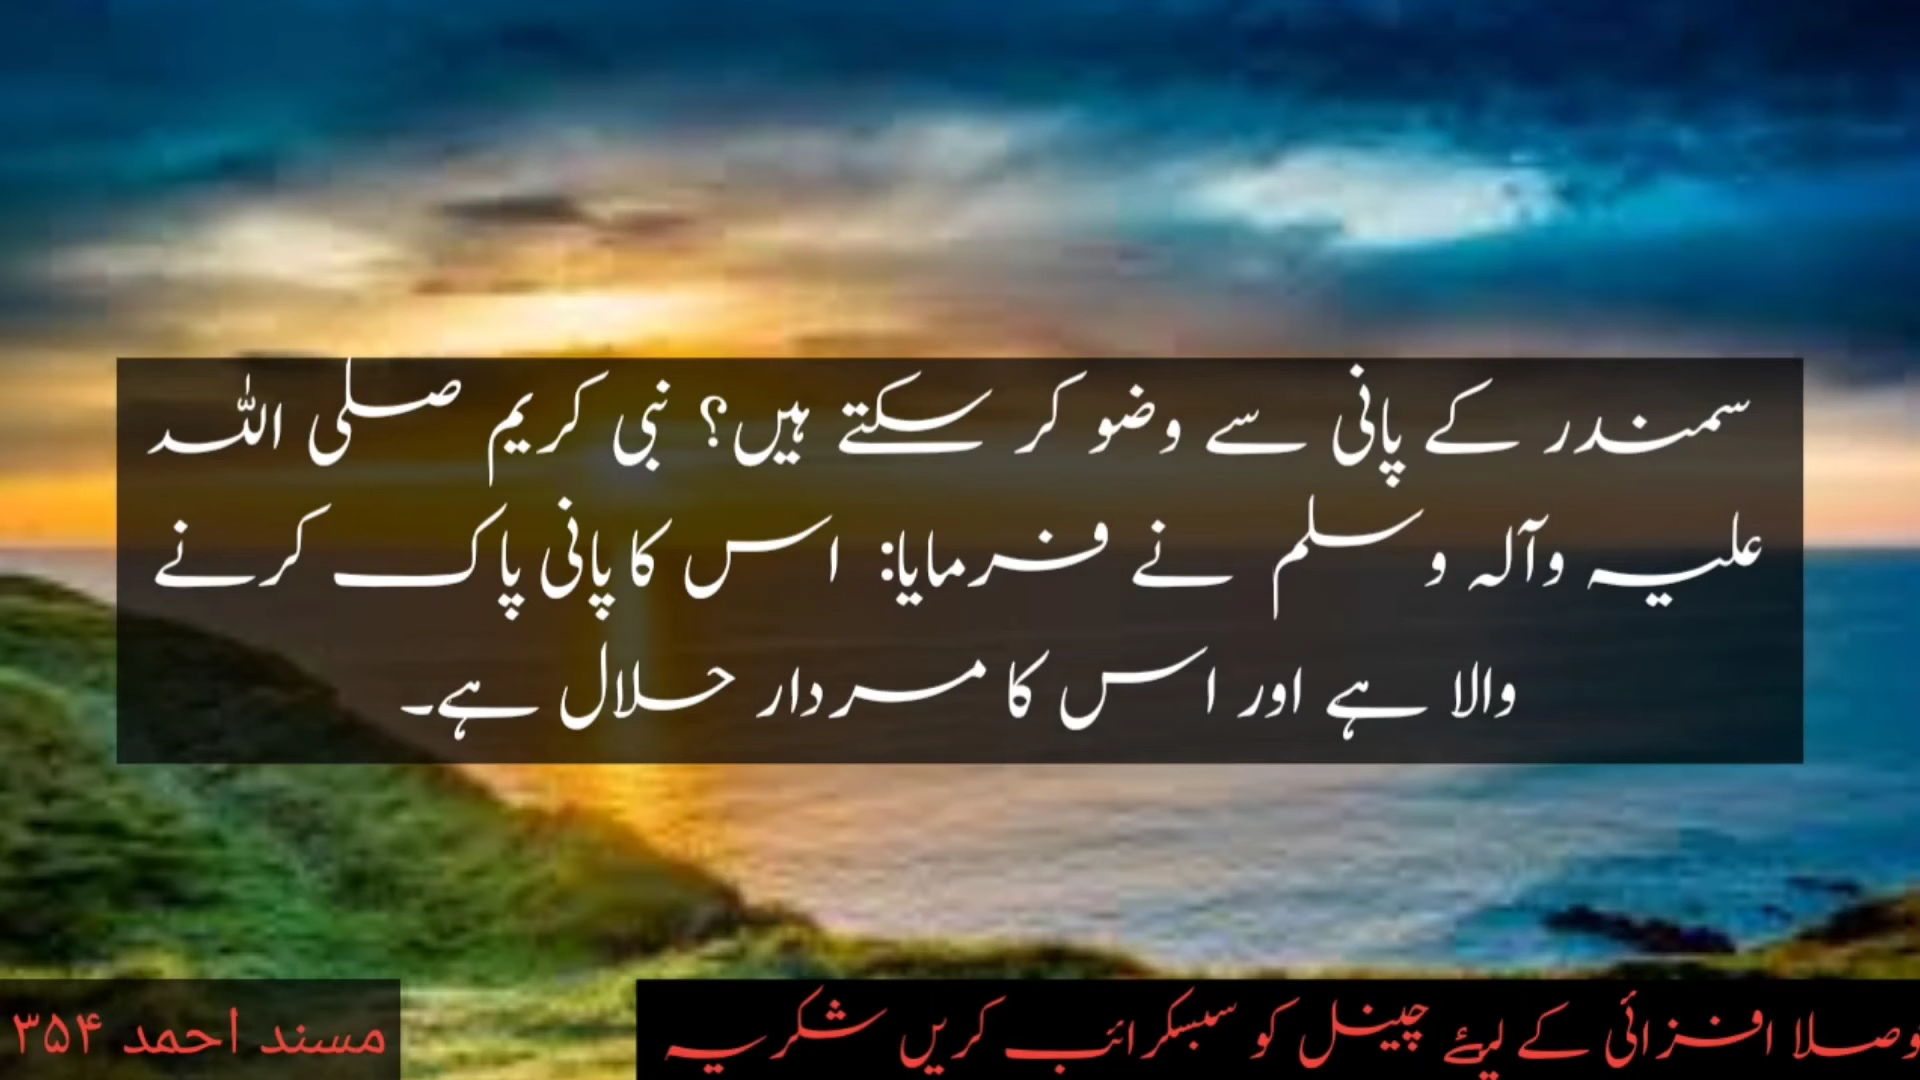 سمندر کے پانی سے وضو کر سکتے ہیں؟ نبی کریم صلی اللہ
علیہ وآلہ وسلم نے فرمایا: اس کا پانی پاک کرنے
والا ہے اور اس کا مردار حلال ہے۔
وصلا افزائی کے لیئے چینل کو سبسکرائب کریں شکریہ
مسند احمد ۳۵۴